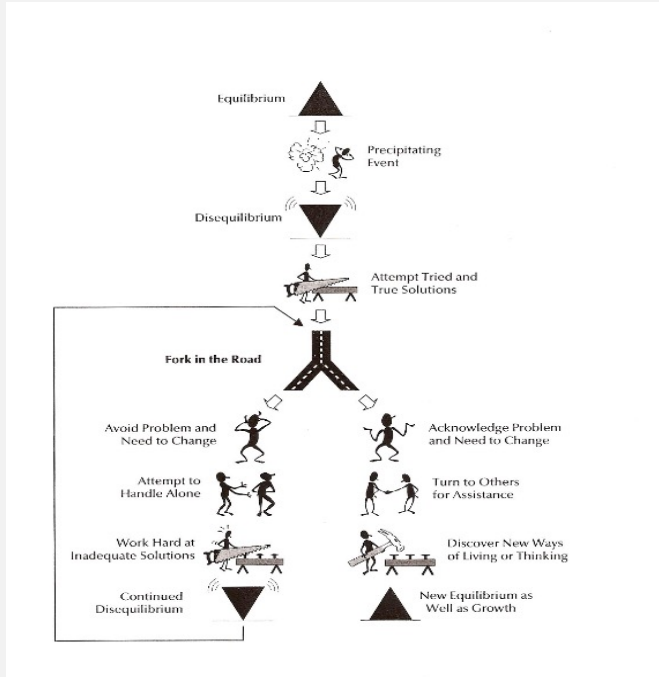 Equilibrium
Precipitating
Event
Disequilibrium
Attempt Tried and
True Solutions
Fork in the Road
Avoid Problem and
Need to Change
Acknowledge Problem
and Need to Change
Attempt to
Handle Alone
Turn to Others
for Assistance
Work Hard at
Inadequate Solutions
Discover New Ways
of Living or Thinking
Continued
Disequilibrium
New Equilibrium as
Well as Growth